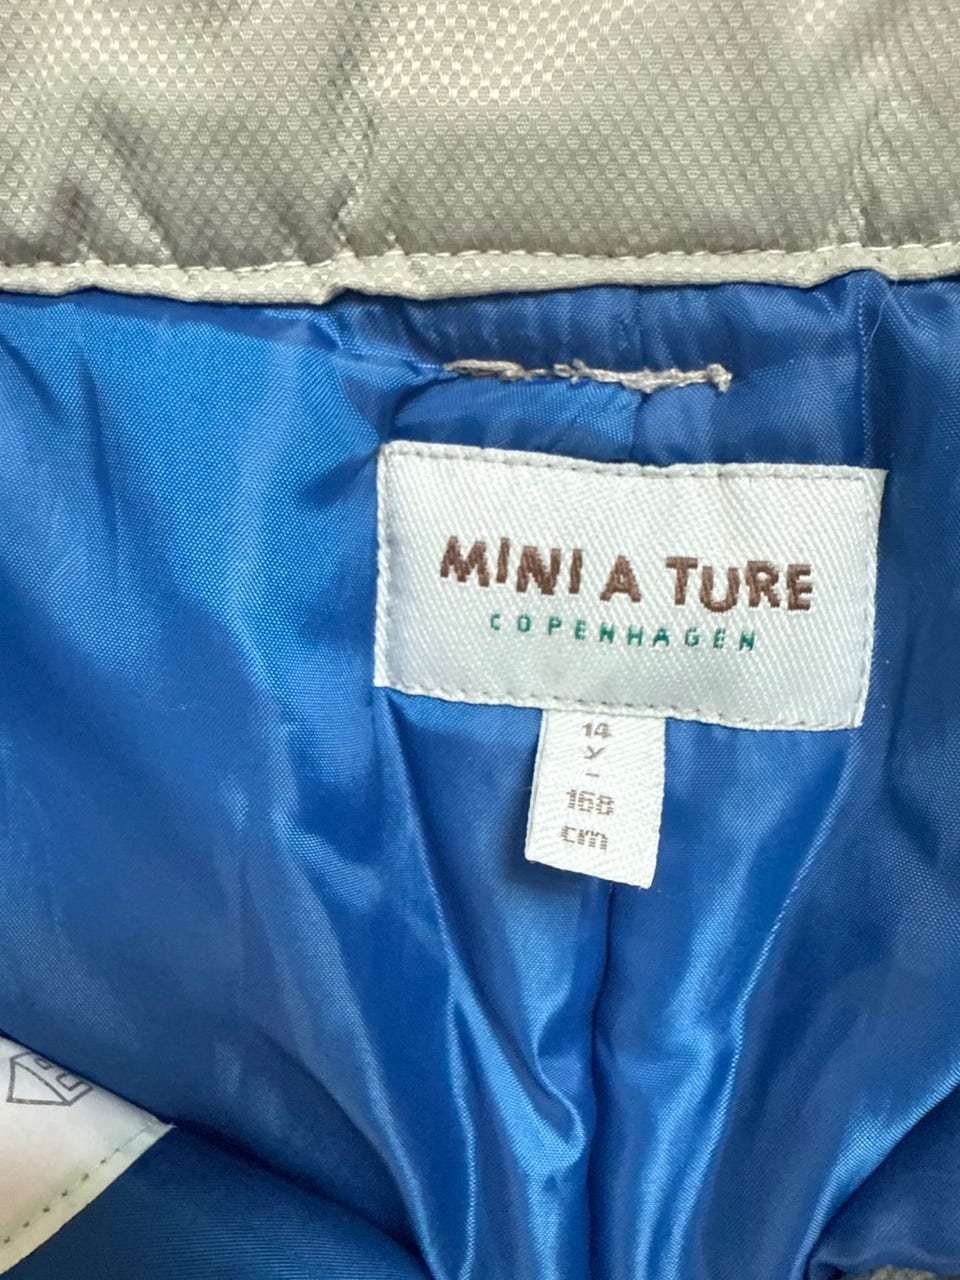 MINI A TURE
COPENHAGEN
14
y
-
168
cm